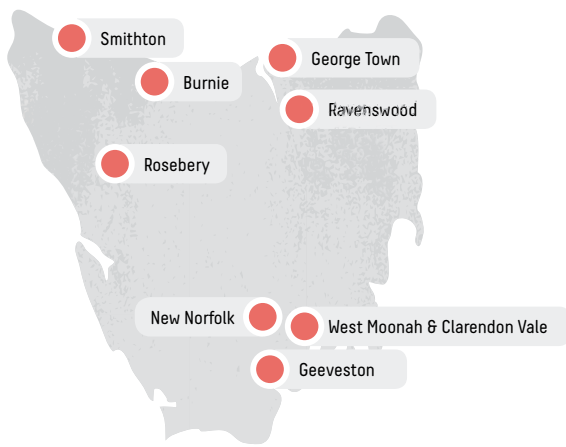 Smithton
George Town
Burnie
Ravenswood
Rosebery
New Norfolk
West Moonah & Clarendon Vale
Geeveston